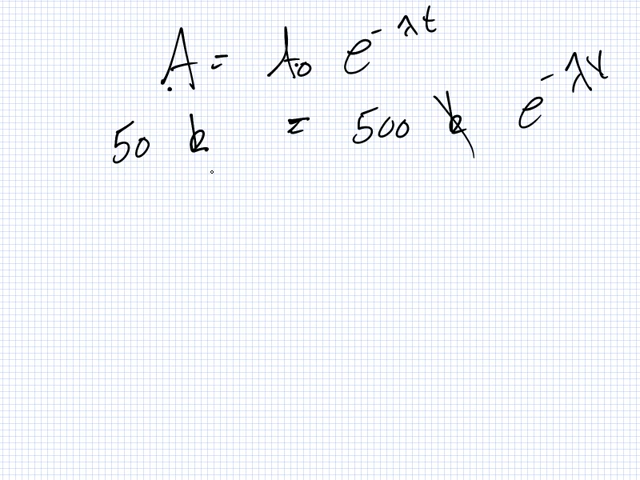 A = A₀ e^{-λt}
50 k = 500 k e^{-λt}